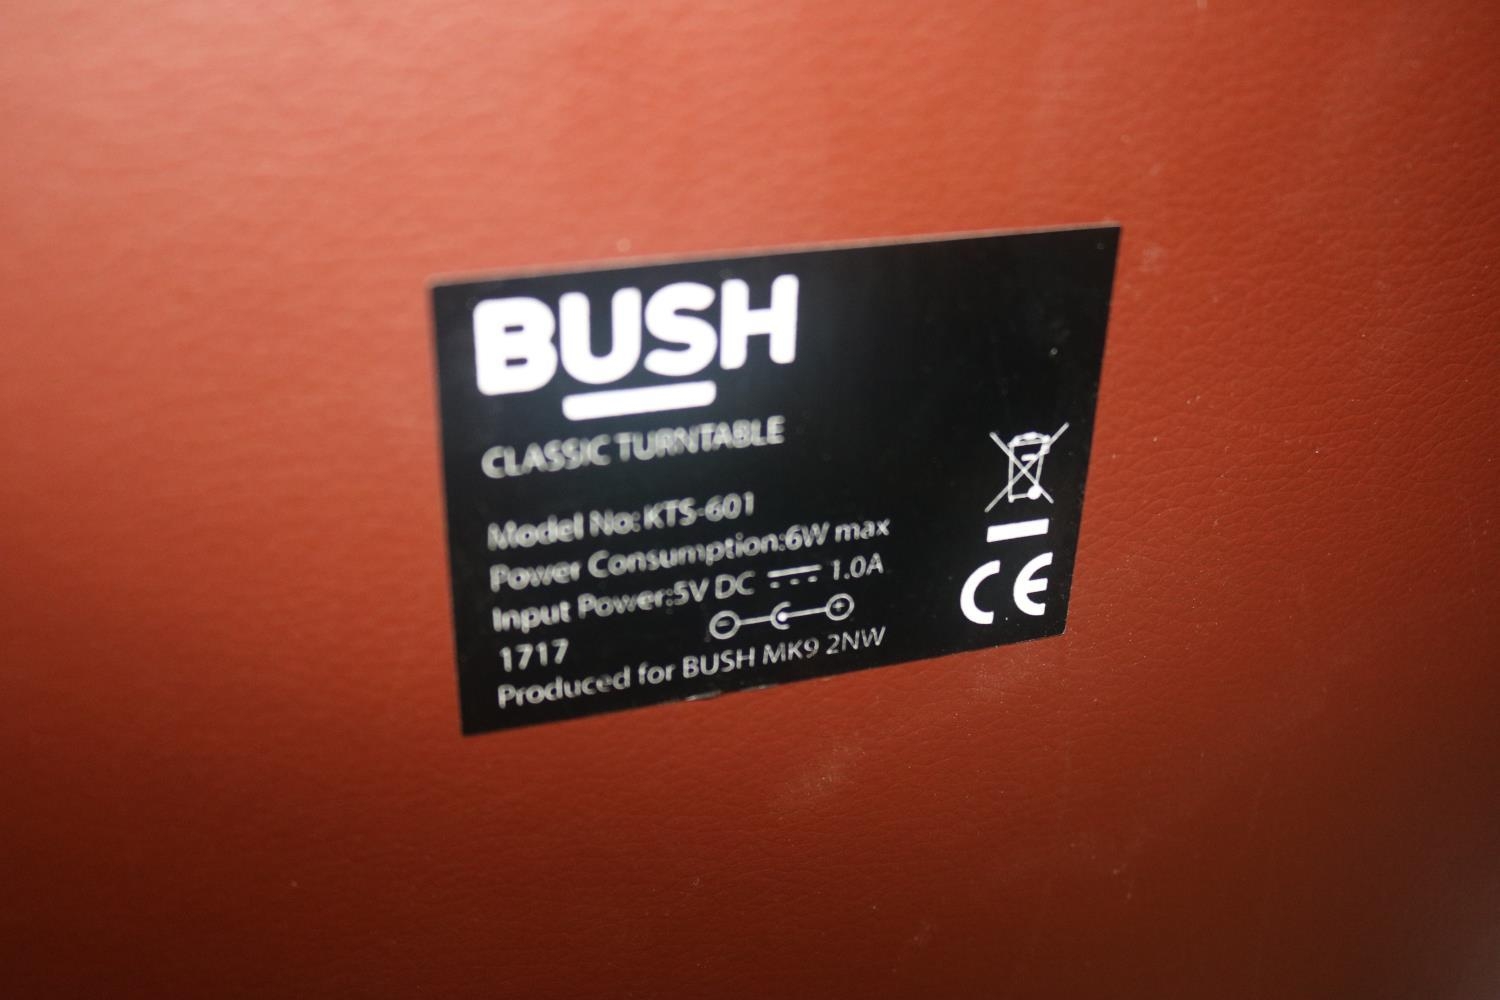 BUSH
CLASSIC TURNTABLE
Model No: KTS-601
Power Consumption:6W max
Input Power:5V DC ⎓ 1.0A
1717
Produced for BUSH MK9 2NW
CE